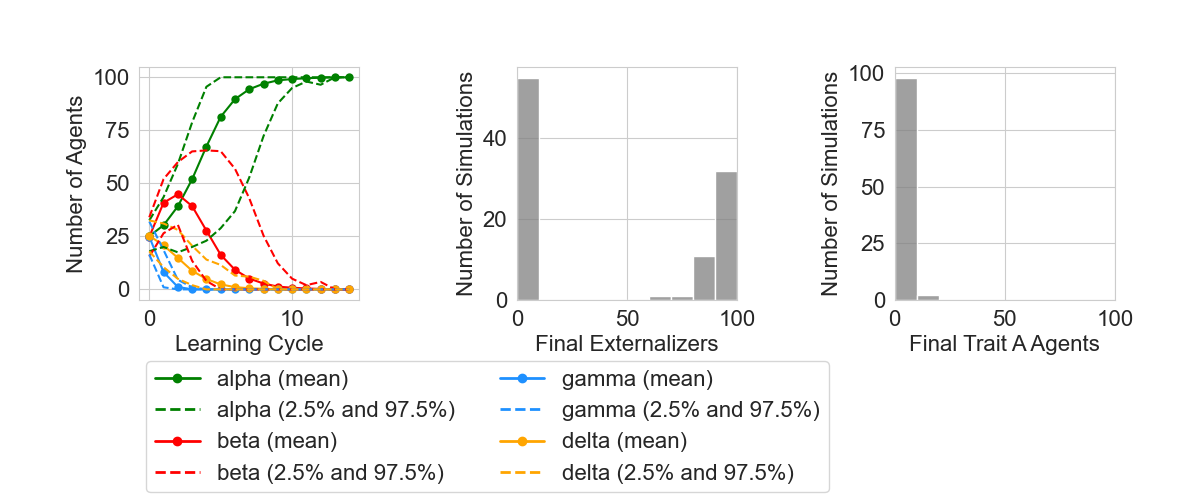 Number of Agents
100
75
50
25
0
0
10
Learning Cycle
Number of Simulations
40
20
0
0
50
100
Final Externalizers
Number of Simulations
100
75
50
25
0
0
50
100
Final Trait A Agents
alpha (mean)
alpha (2.5% and 97.5%)
beta (mean)
beta (2.5% and 97.5%)
gamma (mean)
gamma (2.5% and 97.5%)
delta (mean)
delta (2.5% and 97.5%)